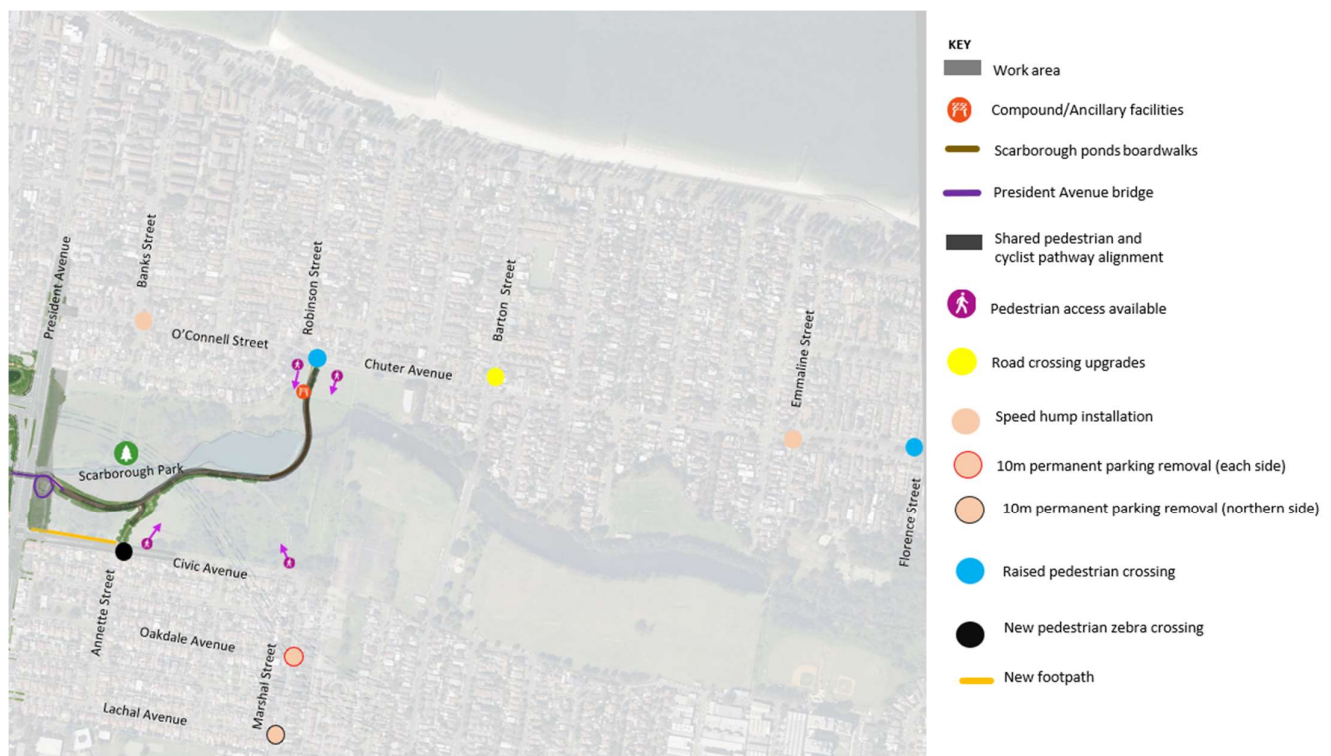 President Avenue
Banks Street
O'Connell Street
Robinson Street
Chuter Avenue
Barton Street
Emmaline Street
Florence Street
Scarborough Park
Civic Avenue
Annette Street
Oakdale Avenue
Marshal Street
Lachal Avenue
KEY
Work area
Compound/Ancillary facilities
Scarborough ponds boardwalks
President Avenue bridge
Shared pedestrian and
cyclist pathway alignment
Pedestrian access available
Road crossing upgrades
Speed hump installation
10m permanent parking removal (each side)
10m permanent parking removal (northern side)
Raised pedestrian crossing
New pedestrian zebra crossing
New footpath